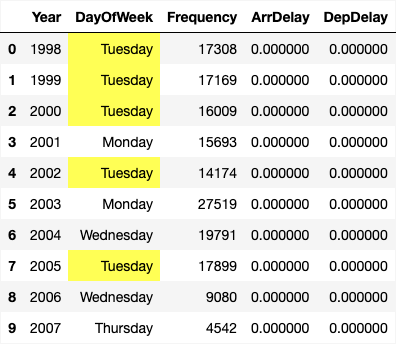 Year DayOfWeek Frequency ArrDelay DepDelay
0 1998 Tuesday 17308 0.000000 0.000000
1 1999 Tuesday 17169 0.000000 0.000000
2 2000 Tuesday 16009 0.000000 0.000000
3 2001 Monday 15693 0.000000 0.000000
4 2002 Tuesday 14174 0.000000 0.000000
5 2003 Monday 27519 0.000000 0.000000
6 2004 Wednesday 19791 0.000000 0.000000
7 2005 Tuesday 17899 0.000000 0.000000
8 2006 Wednesday 9080 0.000000 0.000000
9 2007 Thursday 4542 0.000000 0.000000